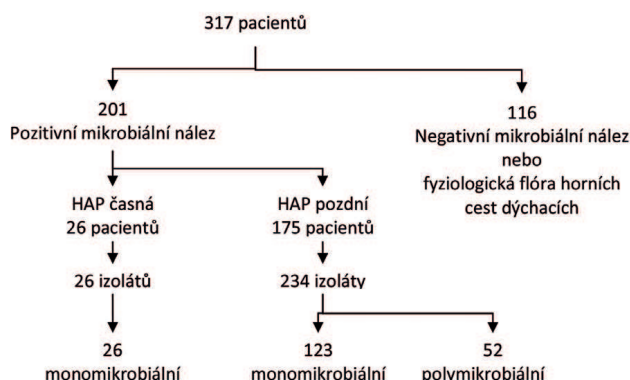 317 pacientů
201
Pozitivní mikrobiální nález
116
Negativní mikrobiální nález
nebo
fyziologická flóra horních
cest dýchacích
HAP časná
26 pacientů
HAP pozdní
175 pacientů
26 izolátů
234 izoláty
26
monomikrobiální
123
monomikrobiální
52
polymikrobiální